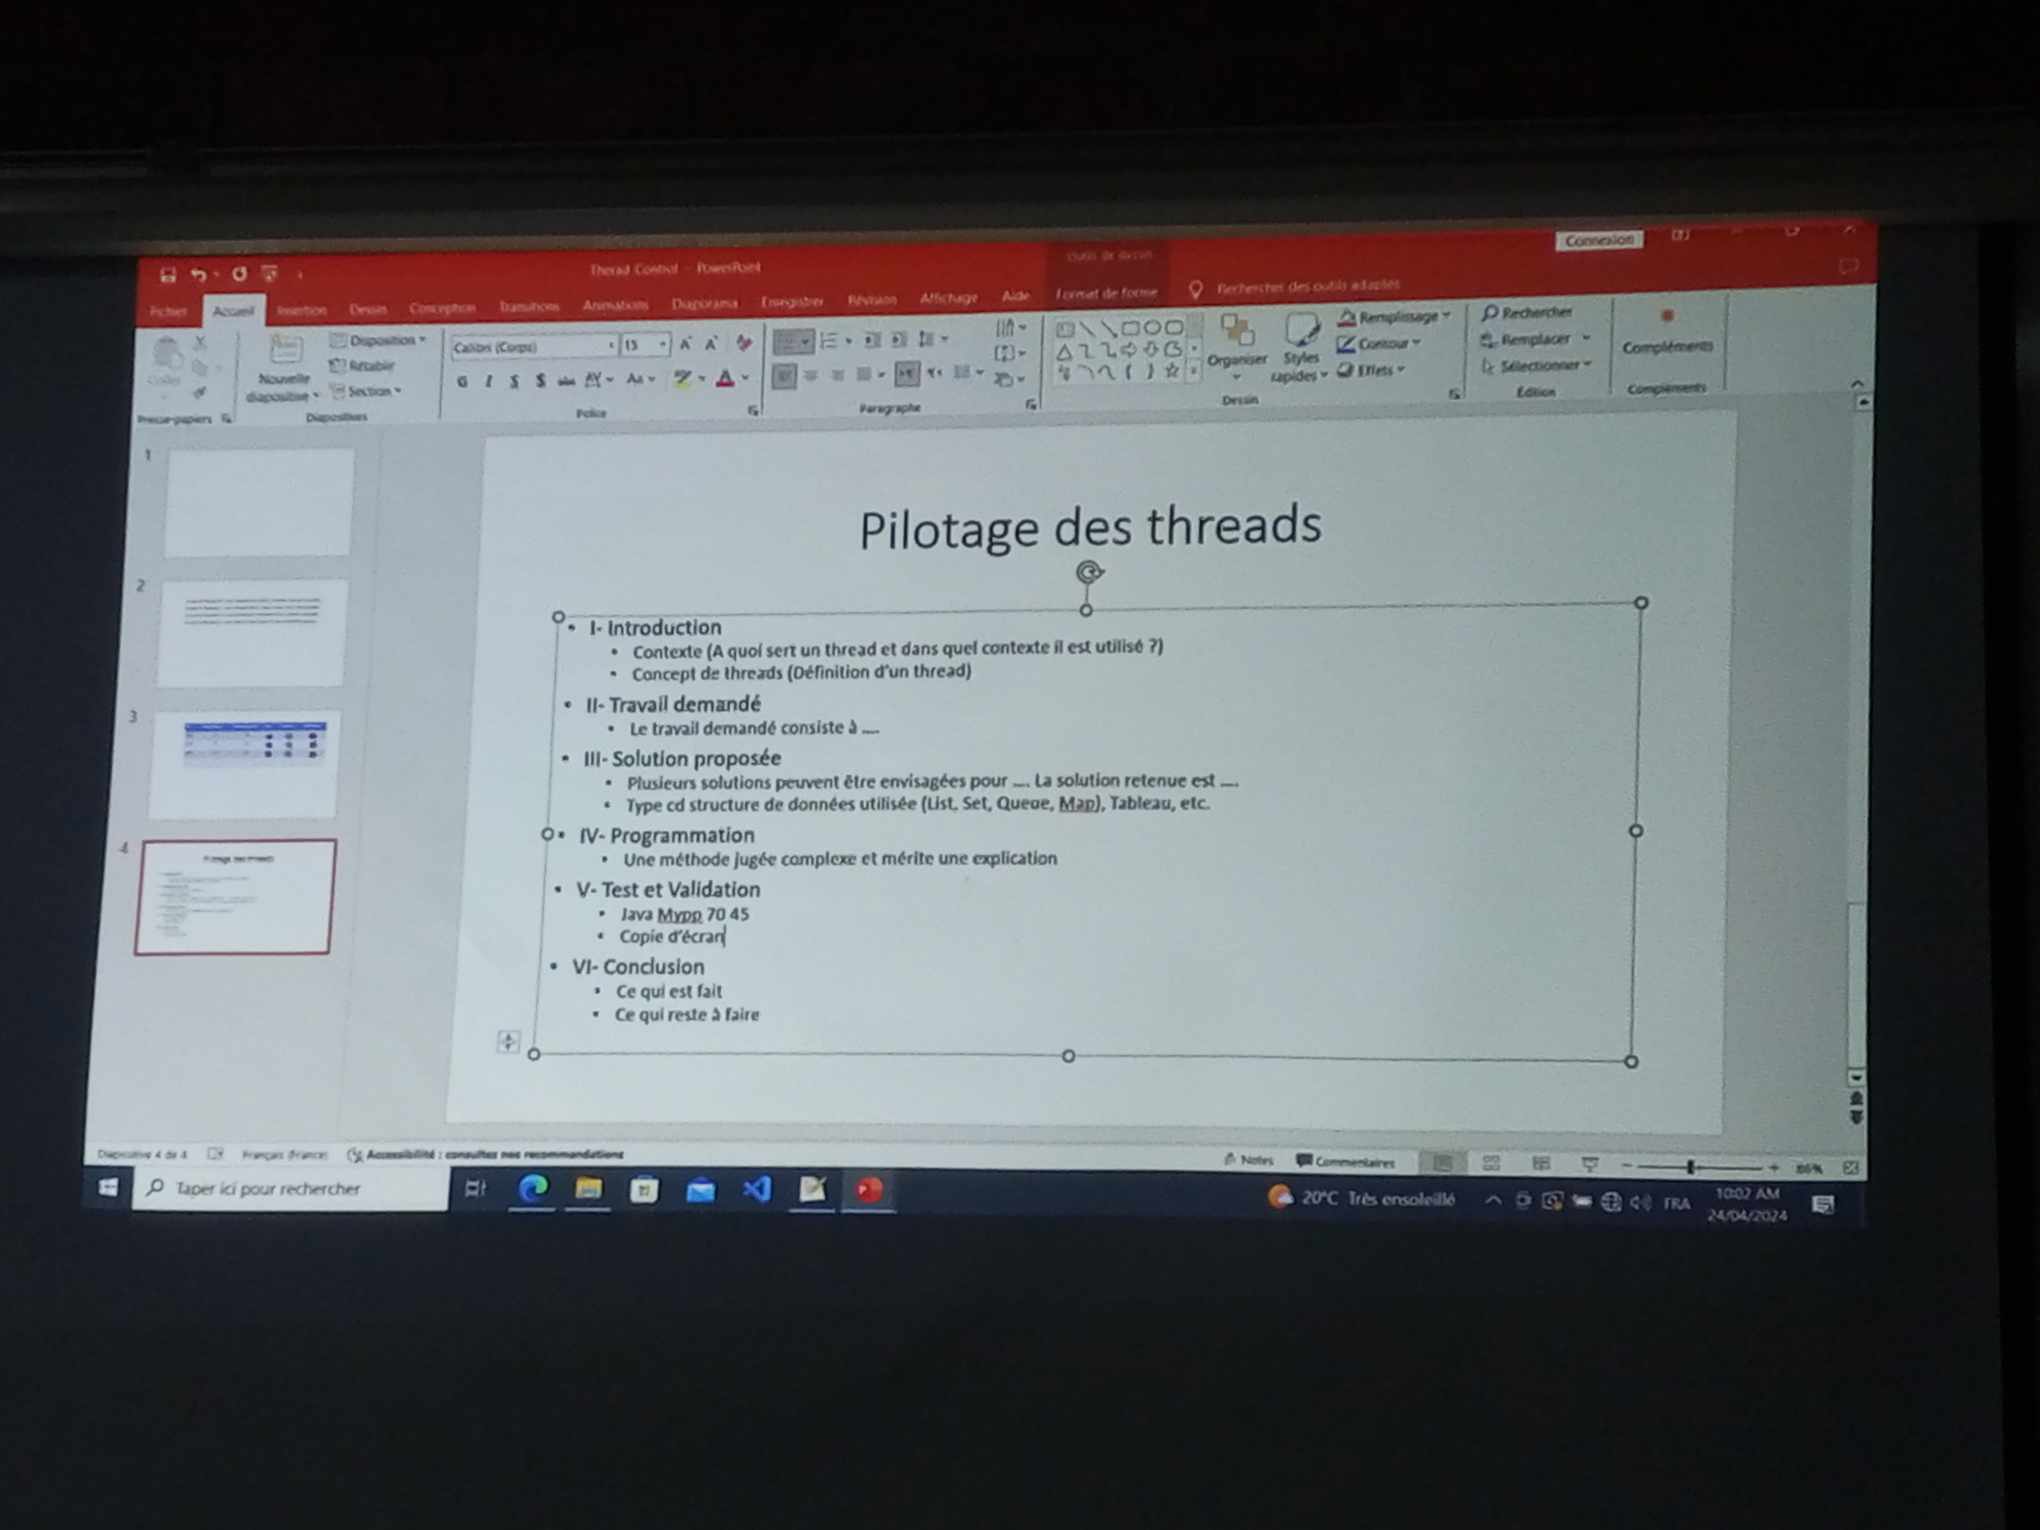 Therad Control - PowerPoint
Outils de dessin
Connexion
Fichier Accueil Insertion Dessin Conception Transitions Animations Diaporama Enregistrer Révision Affichage Aide Format de forme Rechercher des outils adaptés
Coller
Presse-papiers
Nouvelle diapositive
Disposition
Rétablir
Section
Diapositives
Calibri (Corps) 13
G I S S abc AV Aa A
Police
Paragraphe
Organiser
Styles rapides
Remplissage
Contour
Effets
Dessin
Rechercher
Remplacer
Sélectionner
Édition
Compléments
Compléments
1
2
3
4
Pilotage des threads
• I- Introduction
• Contexte (A quoi sert un thread et dans quel contexte il est utilisé ?)
• Concept de threads (Définition d'un thread)
• II- Travail demandé
• Le travail demandé consiste à ....
• III- Solution proposée
• Plusieurs solutions peuvent être envisagées pour .... La solution retenue est ....
• Type cd structure de données utilisée (List, Set, Queue, Map), Tableau, etc.
• IV- Programmation
• Une méthode jugée complexe et mérite une explication
• V- Test et Validation
• Java Mypp 70 45
• Copie d'écran
• VI- Conclusion
• Ce qui est fait
• Ce qui reste à faire
Diapositive 4 de 4 Français (France) Accessibilité : consultez nos recommandations
Notes Commentaires 86%
Taper ici pour rechercher
20°C Très ensoleillé FRA 10:02 AM
24/04/2024